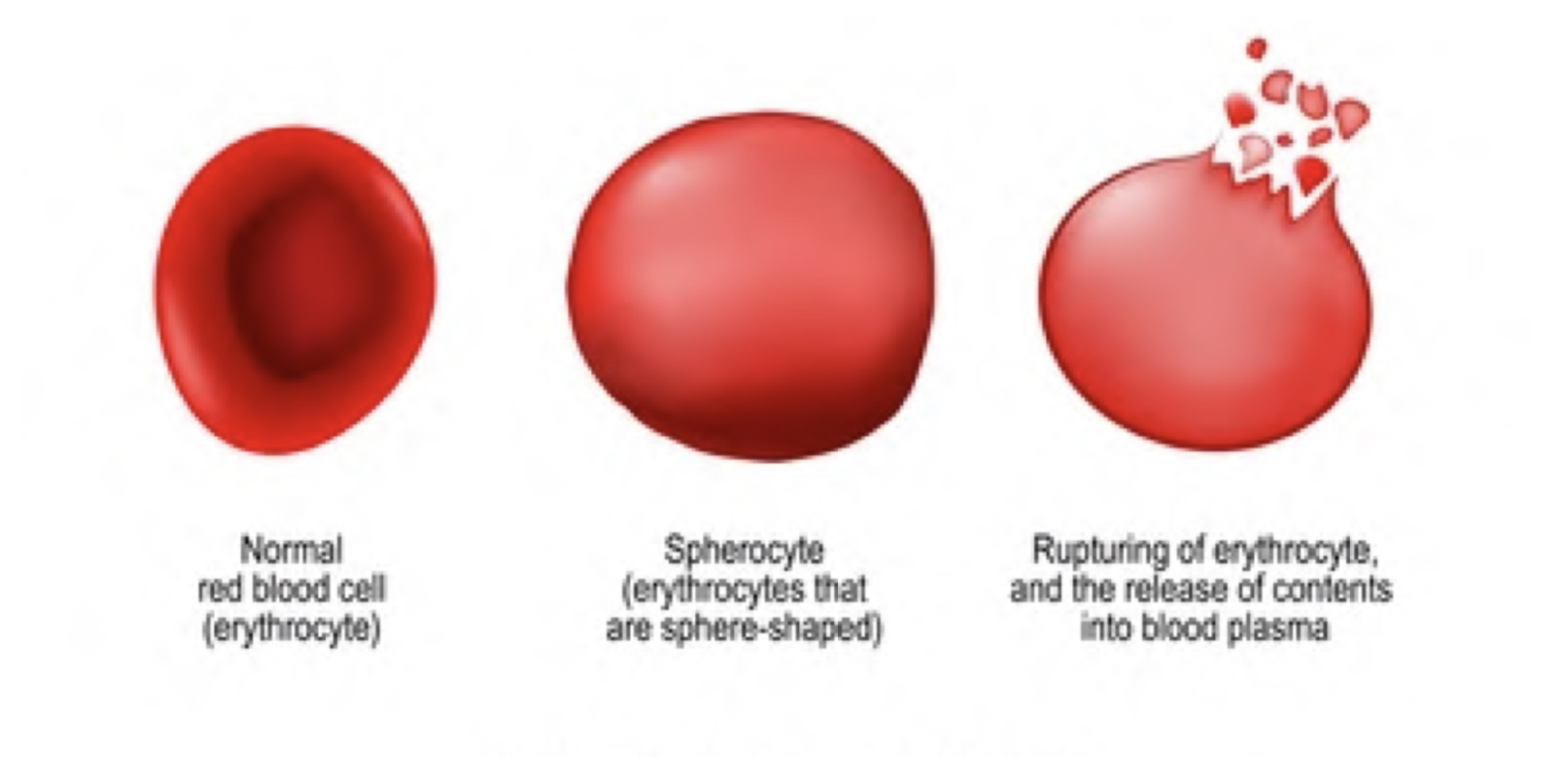 Normal
red blood cell
(erythrocyte)
Spherocyte
(erythrocytes that
are sphere-shaped)
Rupturing of erythrocyte,
and the release of contents
into blood plasma